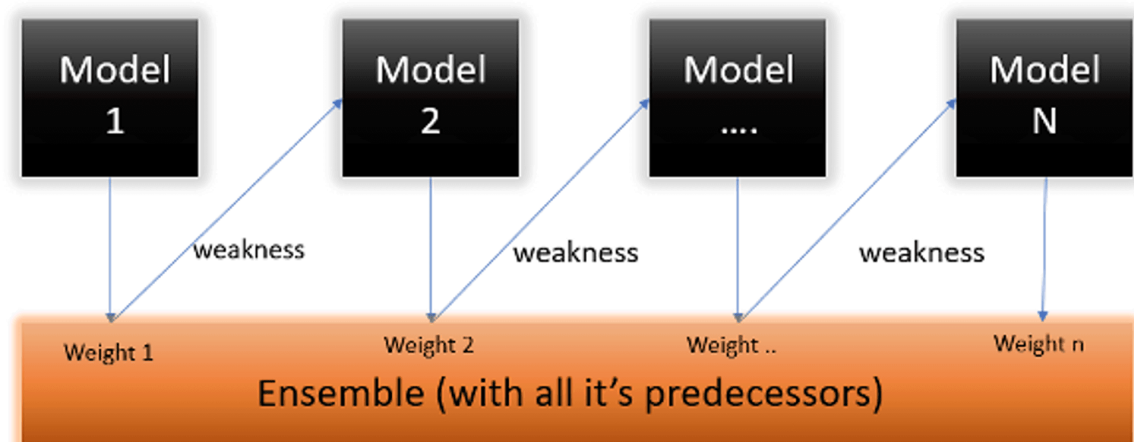 Model
1
Model
2
Model
....
Model
N
weakness
weakness
weakness
Weight 1
Weight 2
Weight ..
Weight n
Ensemble (with all it's predecessors)